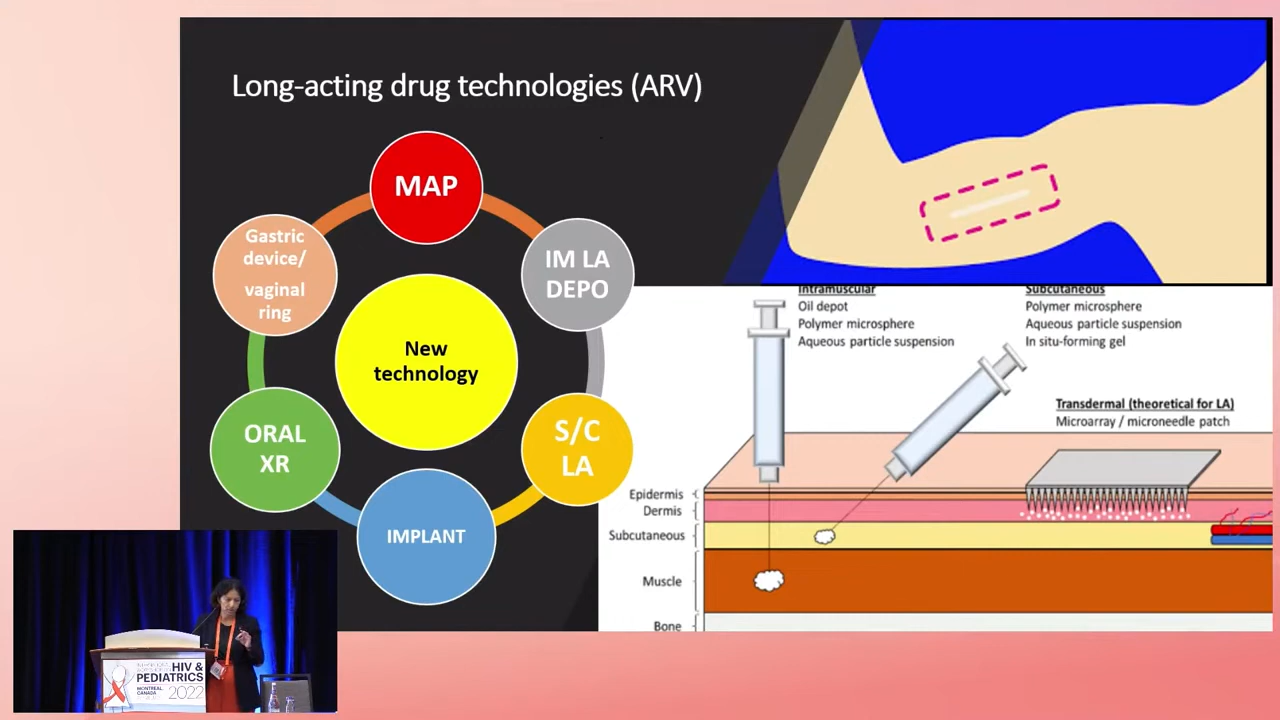 Long-acting drug technologies (ARV)
MAP
Gastric
device/
vaginal
ring
IM LA
DEPO
New
technology
ORAL
XR
S/C
LA
IMPLANT
Intramuscular
Oil depot
Polymer microsphere
Aqueous particle suspension
Subcutaneous
Polymer microsphere
Aqueous particle suspension
In situ-forming gel
Transdermal (theoretical for LA)
Microarray / microneedle patch
Epidermis
Dermis
Subcutaneous
Muscle
Bone
HIV &
PEDIATRICS
MONTREAL, CANADA
2022